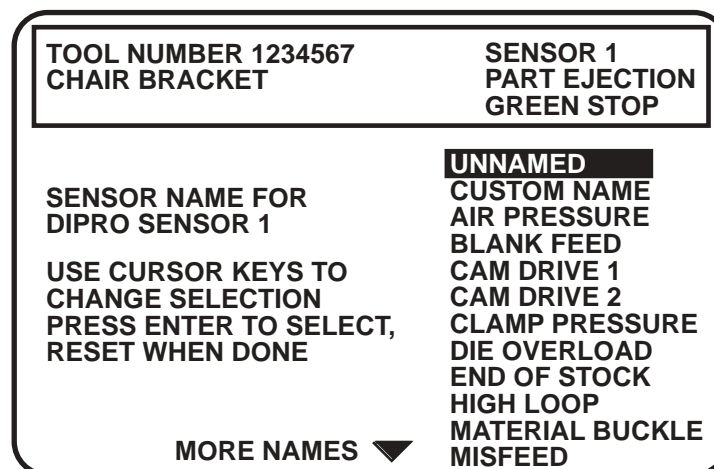 TOOL NUMBER 1234567
CHAIR BRACKET
SENSOR 1
PART EJECTION
GREEN STOP
SENSOR NAME FOR
DIPRO SENSOR 1
USE CURSOR KEYS TO
CHANGE SELECTION
PRESS ENTER TO SELECT,
RESET WHEN DONE
MORE NAMES
UNNAMED
CUSTOM NAME
AIR PRESSURE
BLANK FEED
CAM DRIVE 1
CAM DRIVE 2
CLAMP PRESSURE
DIE OVERLOAD
END OF STOCK
HIGH LOOP
MATERIAL BUCKLE
MISFEED